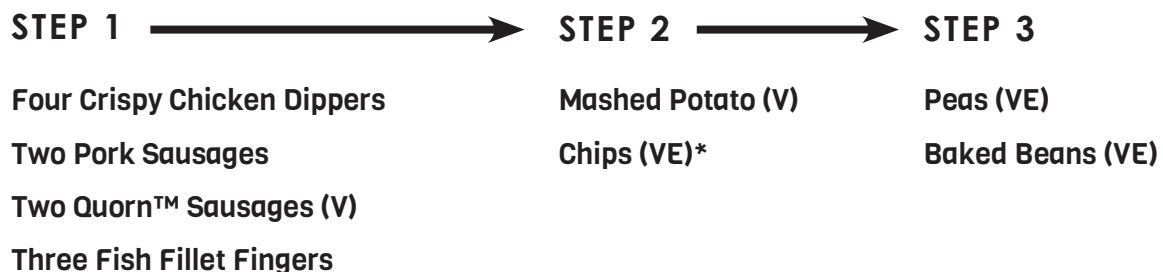 STEP 1
STEP 2
STEP 3
Four Crispy Chicken Dippers
Two Pork Sausages
Two Quorn™ Sausages (V)
Three Fish Fillet Fingers
Mashed Potato (V)
Chips (VE)*
Peas (VE)
Baked Beans (VE)